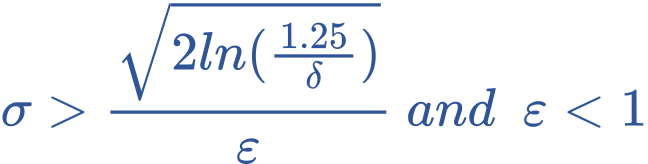 σ > √(2ln(1.25/δ))/ε and ε < 1